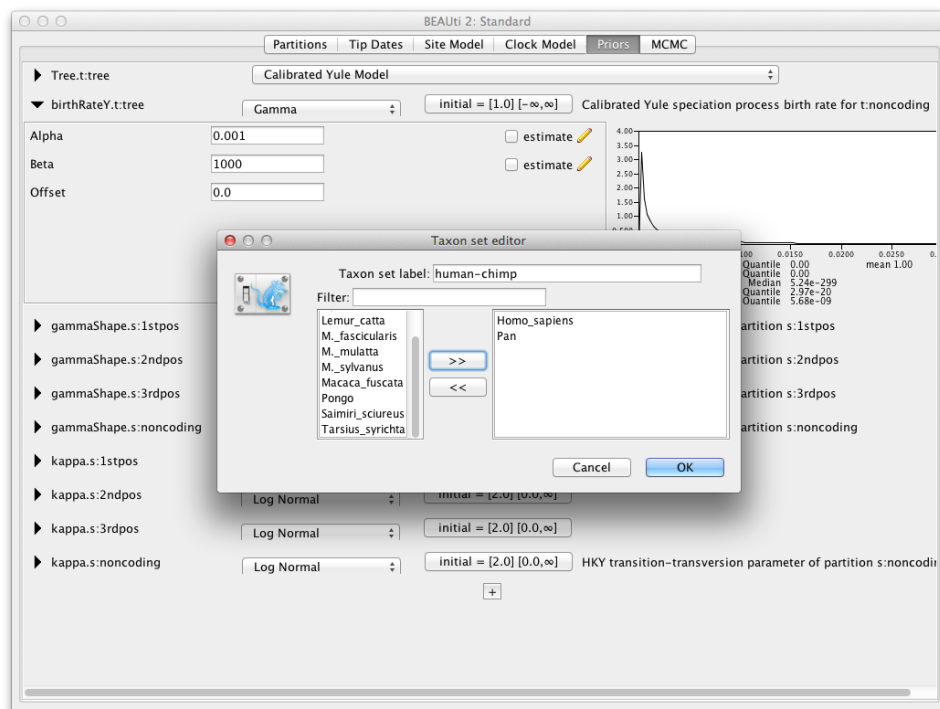 BEAUti 2: Standard
Partitions Tip Dates Site Model Clock Model Priors MCMC
Tree.t:tree Calibrated Yule Model
birthRateY.t:tree Gamma initial = [1.0] [-∞,∞] Calibrated Yule speciation process birth rate for t:noncoding
Alpha 0.001 estimate
Beta 1000 estimate
Offset 0.0
4.00
3.50
3.00
2.50
2.00
1.50
1.00
0.0150 0.0200 0.0250
Quantile 0.00 mean 1.00
Quantile 0.00
Median 5.24e-299
Quantile 2.97e-20
Quantile 5.68e-09
Taxon set editor
Taxon set label: human-chimp
Filter:
Lemur_catta
M._fascicularis
M._mulatta
M._sylvanus
Macaca_fuscata
Pongo
Saimiri_sciureus
Tarsius_syrichta
>>
<<
Homo_sapiens
Pan
Cancel OK
gammaShape.s:1stpos artition s:1stpos
gammaShape.s:2ndpos artition s:2ndpos
gammaShape.s:3rdpos artition s:3rdpos
gammaShape.s:noncoding artition s:noncoding
kappa.s:1stpos
kappa.s:2ndpos Log Normal initial = [2.0] [0.0,∞]
kappa.s:3rdpos Log Normal initial = [2.0] [0.0,∞]
kappa.s:noncoding Log Normal initial = [2.0] [0.0,∞] HKY transition-transversion parameter of partition s:noncodi
+